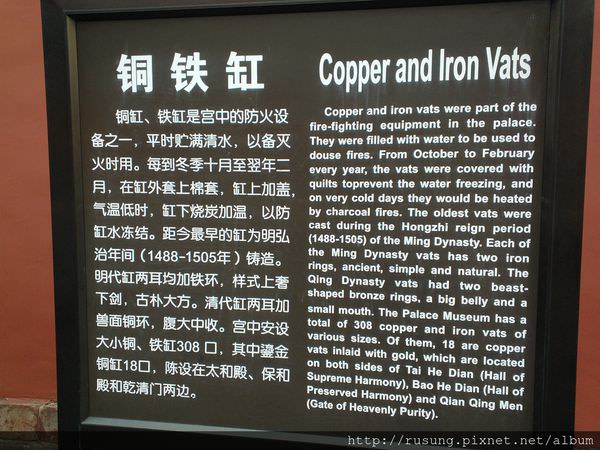 铜铁缸
铜缸、铁缸是宫中的防火设
备之一，平时贮满清水，以备灭
火时用。每到冬季十月至翌年二
月，在缸外套上棉套，缸上加盖，
气温低时，缸下烧炭加温，以防
缸水冻结。距今最早的缸为明弘
治年间（1488-1505年）铸造。
明代缸两耳均加铁环，样式上奢
下剑，古朴大方。清代缸两耳加
兽面铜环，腹大中收。宫中安设
大小铜、铁缸308 口，其中鎏金
铜缸18口，陈设在太和殿、保和
殿和乾清门两边。
Copper and Iron Vats
Copper and iron vats were part of the
fire-fighting equipment in the palace.
They were filled with water to be used to
douse fires. From October to February
every year, the vats were covered with
quilts toprevent the water freezing, and
on very cold days they would be heated
by charcoal fires. The oldest vats were
cast during the Hongzhi reign period
(1488-1505) of the Ming Dynasty. Each of
the Ming Dynasty vats has two iron
rings, ancient, simple and natural. The
Qing Dynasty vats had two beast-
shaped bronze rings, a big belly and a
small mouth. The Palace Museum has a
total of 308 copper and iron vats of
various sizes. Of them, 18 are copper
vats inlaid with gold, which are located
on both sides of Tai He Dian (Hall of
Supreme Harmony), Bao He Dian (Hall of
Preserved Harmony) and Qian Qing Men
(Gate of Heavenly Purity).
http://rusung.pixnet.net/album